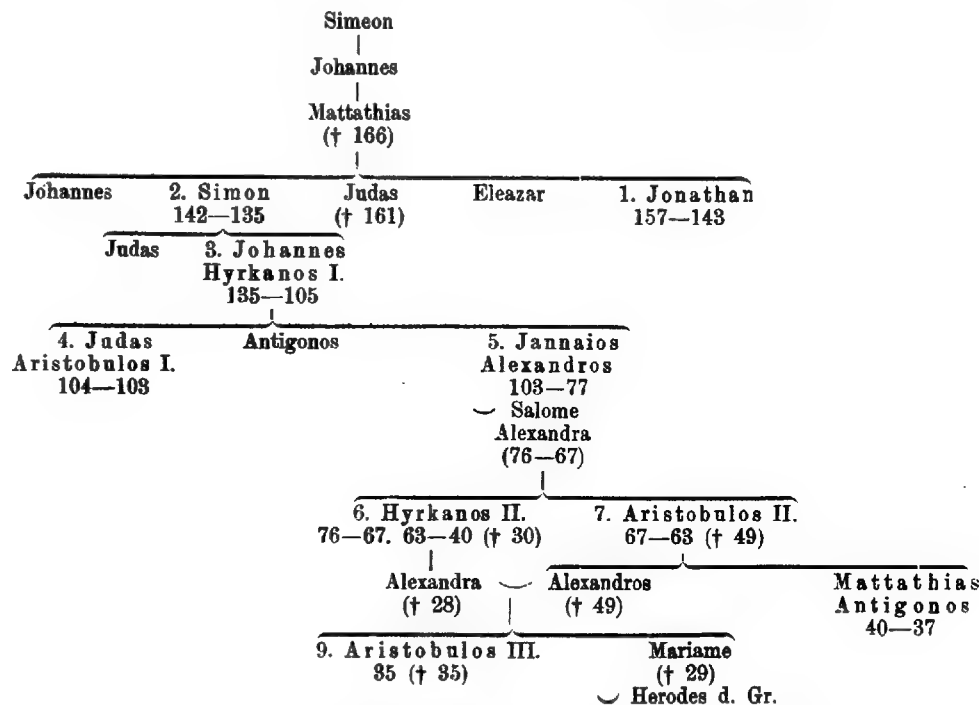 Simeon
Johannes
Mattathias
(† 166)
Johannes 2. Simon Judas Eleazar 1. Jonathan
142—135 († 161) 157—143
Judas 3. Johannes
Hyrkanos I.
135—105
4. Judas Antigonos 5. Jannaios
Aristobulos I. Alexandros
104—103 103—77
Salome
Alexandra
(76—67)
6. Hyrkanos II. 7. Aristobulos II.
76—67. 63—40 († 30) 67—63 († 49)
Alexandra Alexandros Mattathias
(† 28) († 49) Antigonos
40—37
9. Aristobulos III. Mariame
35 († 35) († 29)
Herodes d. Gr.